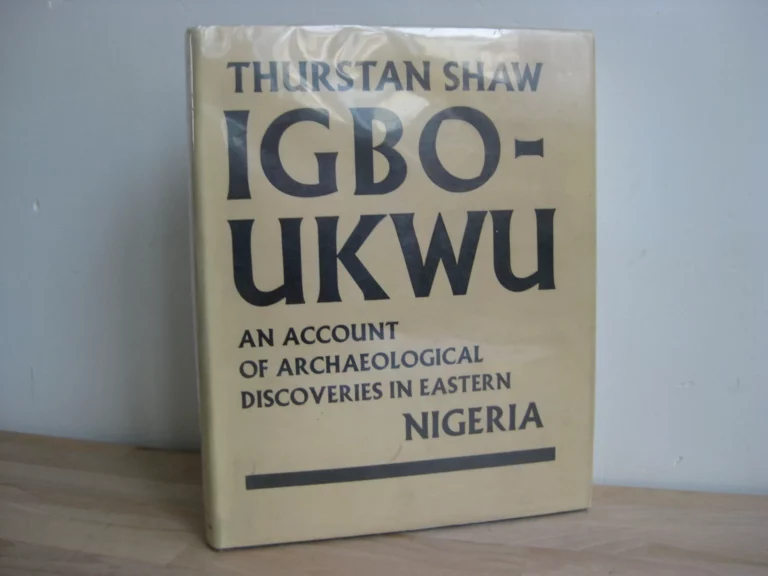 THURSTAN SHAW
IGBO-
UKWU
AN ACCOUNT
OF ARCHAEOLOGICAL
DISCOVERIES IN EASTERN
NIGERIA